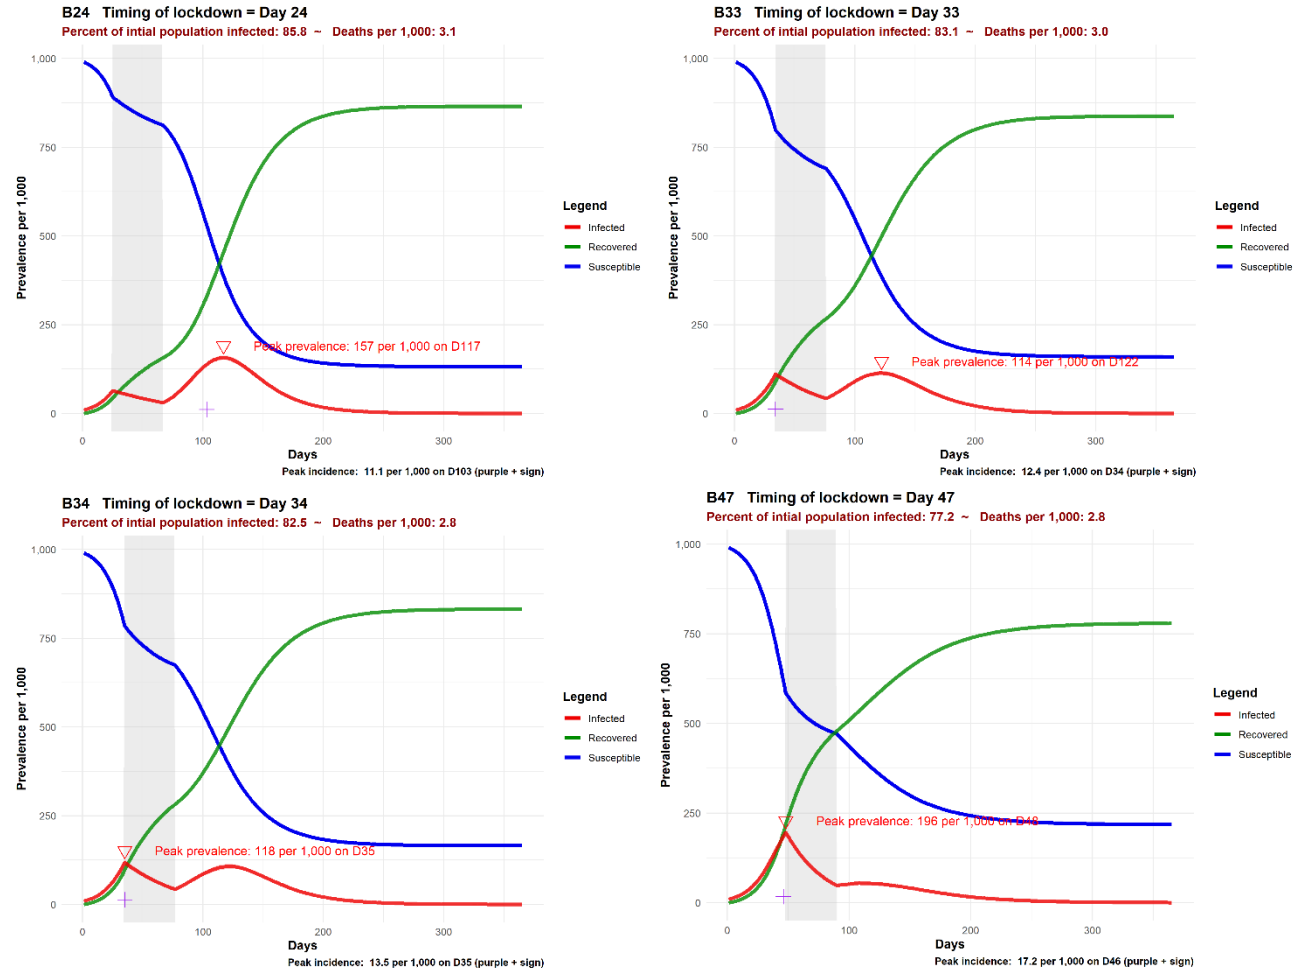 B24 Timing of lockdown = Day 24
Percent of intial population infected: 85.8 ~ Deaths per 1,000: 3.1
1,000
750
500
250
0
Prevalence per 1,000
Peak prevalence: 157 per 1,000 on D117
0 100 200 300
Days
Peak incidence: 11.1 per 1,000 on D103 (purple + sign)
Legend
Infected
Recovered
Susceptible
B33 Timing of lockdown = Day 33
Percent of intial population infected: 83.1 ~ Deaths per 1,000: 3.0
1,000
750
500
250
0
Prevalence per 1,000
Peak prevalence: 114 per 1,000 on D122
0 100 200 300
Days
Peak incidence: 12.4 per 1,000 on D34 (purple + sign)
Legend
Infected
Recovered
Susceptible
B34 Timing of lockdown = Day 34
Percent of intial population infected: 82.5 ~ Deaths per 1,000: 2.8
1,000
750
500
250
0
Prevalence per 1,000
Peak prevalence: 118 per 1,000 on D35
0 100 200 300
Days
Peak incidence: 13.5 per 1,000 on D35 (purple + sign)
Legend
Infected
Recovered
Susceptible
B47 Timing of lockdown = Day 47
Percent of intial population infected: 77.2 ~ Deaths per 1,000: 2.8
1,000
750
500
250
0
Prevalence per 1,000
Peak prevalence: 196 per 1,000 on D48
0 100 200 300
Days
Peak incidence: 17.2 per 1,000 on D46 (purple + sign)
Legend
Infected
Recovered
Susceptible